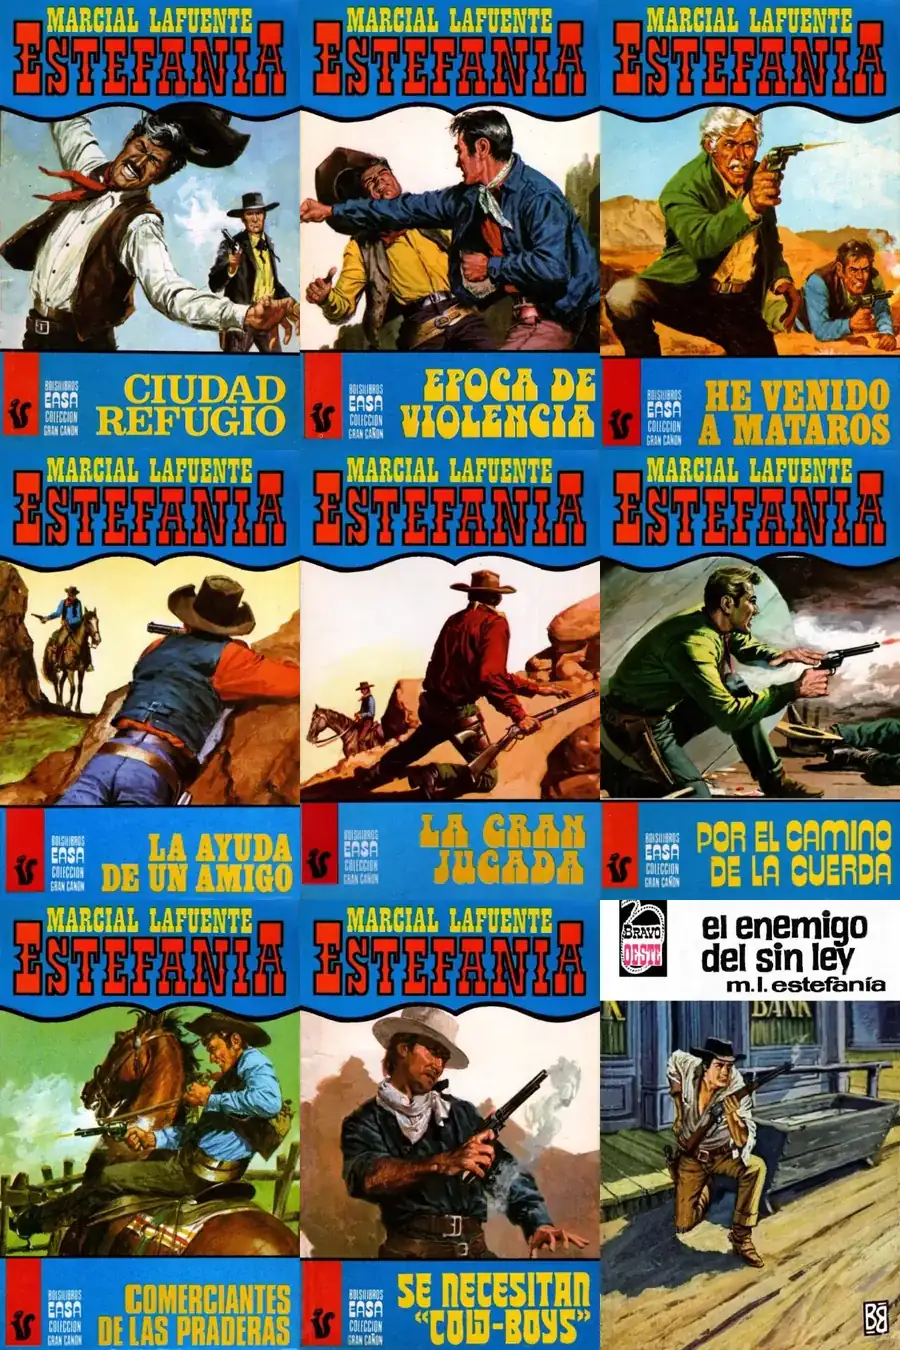 MARCIAL LAFUENTE
ESTEFANIA
BOLSILIBROS
EASA
COLECCION
GRAN CAÑON
CIUDAD
REFUGIO
MARCIAL LAFUENTE
ESTEFANIA
BOLSILIBROS
EASA
COLECCION
GRAN CAÑON
EPOCA DE
VIOLENCIA
MARCIAL LAFUENTE
ESTEFANIA
BOLSILIBROS
EASA
COLECCION
GRAN CAÑON
HE VENIDO
A MATAROS
MARCIAL LAFUENTE
ESTEFANIA
BOLSILIBROS
EASA
COLECCION
GRAN CAÑON
LA AYUDA
DE UN AMIGO
MARCIAL LAFUENTE
ESTEFANIA
BOLSILIBROS
EASA
COLECCION
GRAN CAÑON
LA GRAN
JUGADA
MARCIAL LAFUENTE
ESTEFANIA
BOLSILIBROS
EASA
COLECCION
GRAN CAÑON
POR EL CAMINO
DE LA CUERDA
MARCIAL LAFUENTE
ESTEFANIA
BOLSILIBROS
EASA
COLECCION
GRAN CAÑON
COMERCIANTES
DE LAS PRADERAS
MARCIAL LAFUENTE
ESTEFANIA
BOLSILIBROS
EASA
COLECCION
GRAN CAÑON
SE NECESITAN
“COW-BOYS”
BRAVO
OESTE
el enemigo
del sin ley
m.l. estefanía
K
BANK
BB